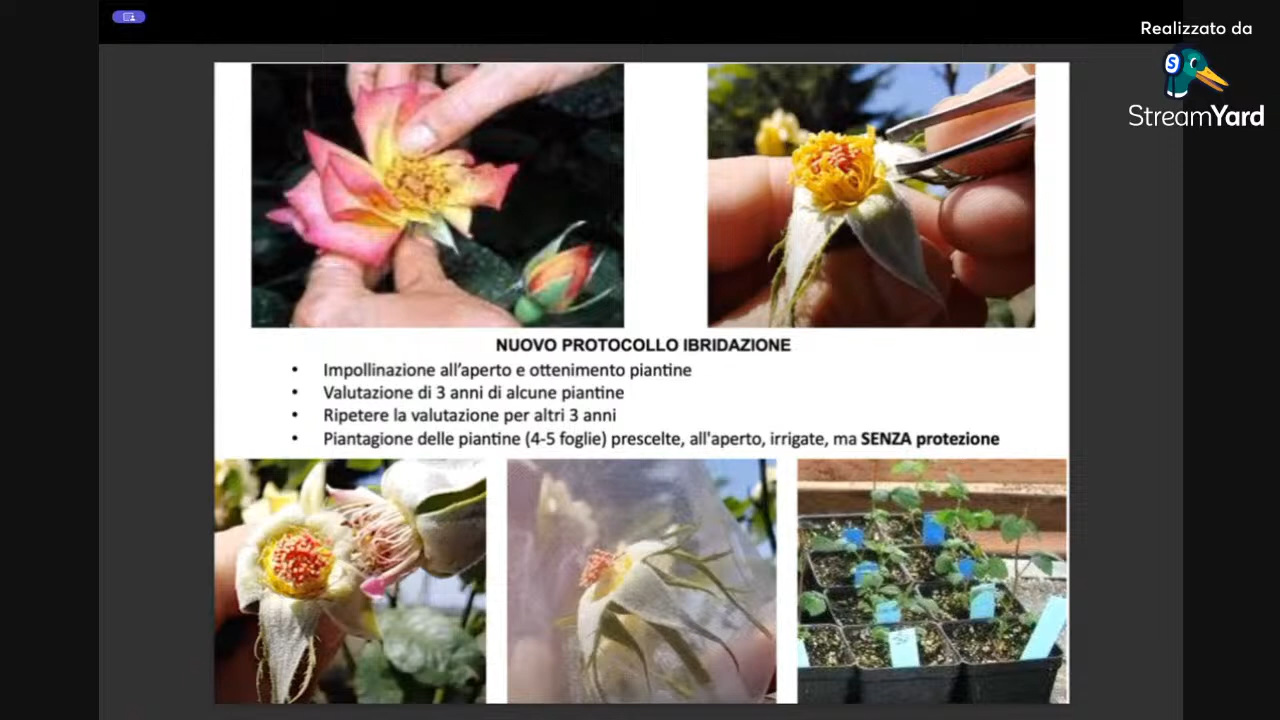 Realizzato da
StreamYard
NUOVO PROTOCOLLO IBRIDAZIONE
• Impollinazione all'aperto e ottenimento piantine
• Valutazione di 3 anni di alcune piantine
• Ripetere la valutazione per altri 3 anni
• Piantagione delle piantine (4-5 foglie) prescelte, all'aperto, irrigate, ma SENZA protezione